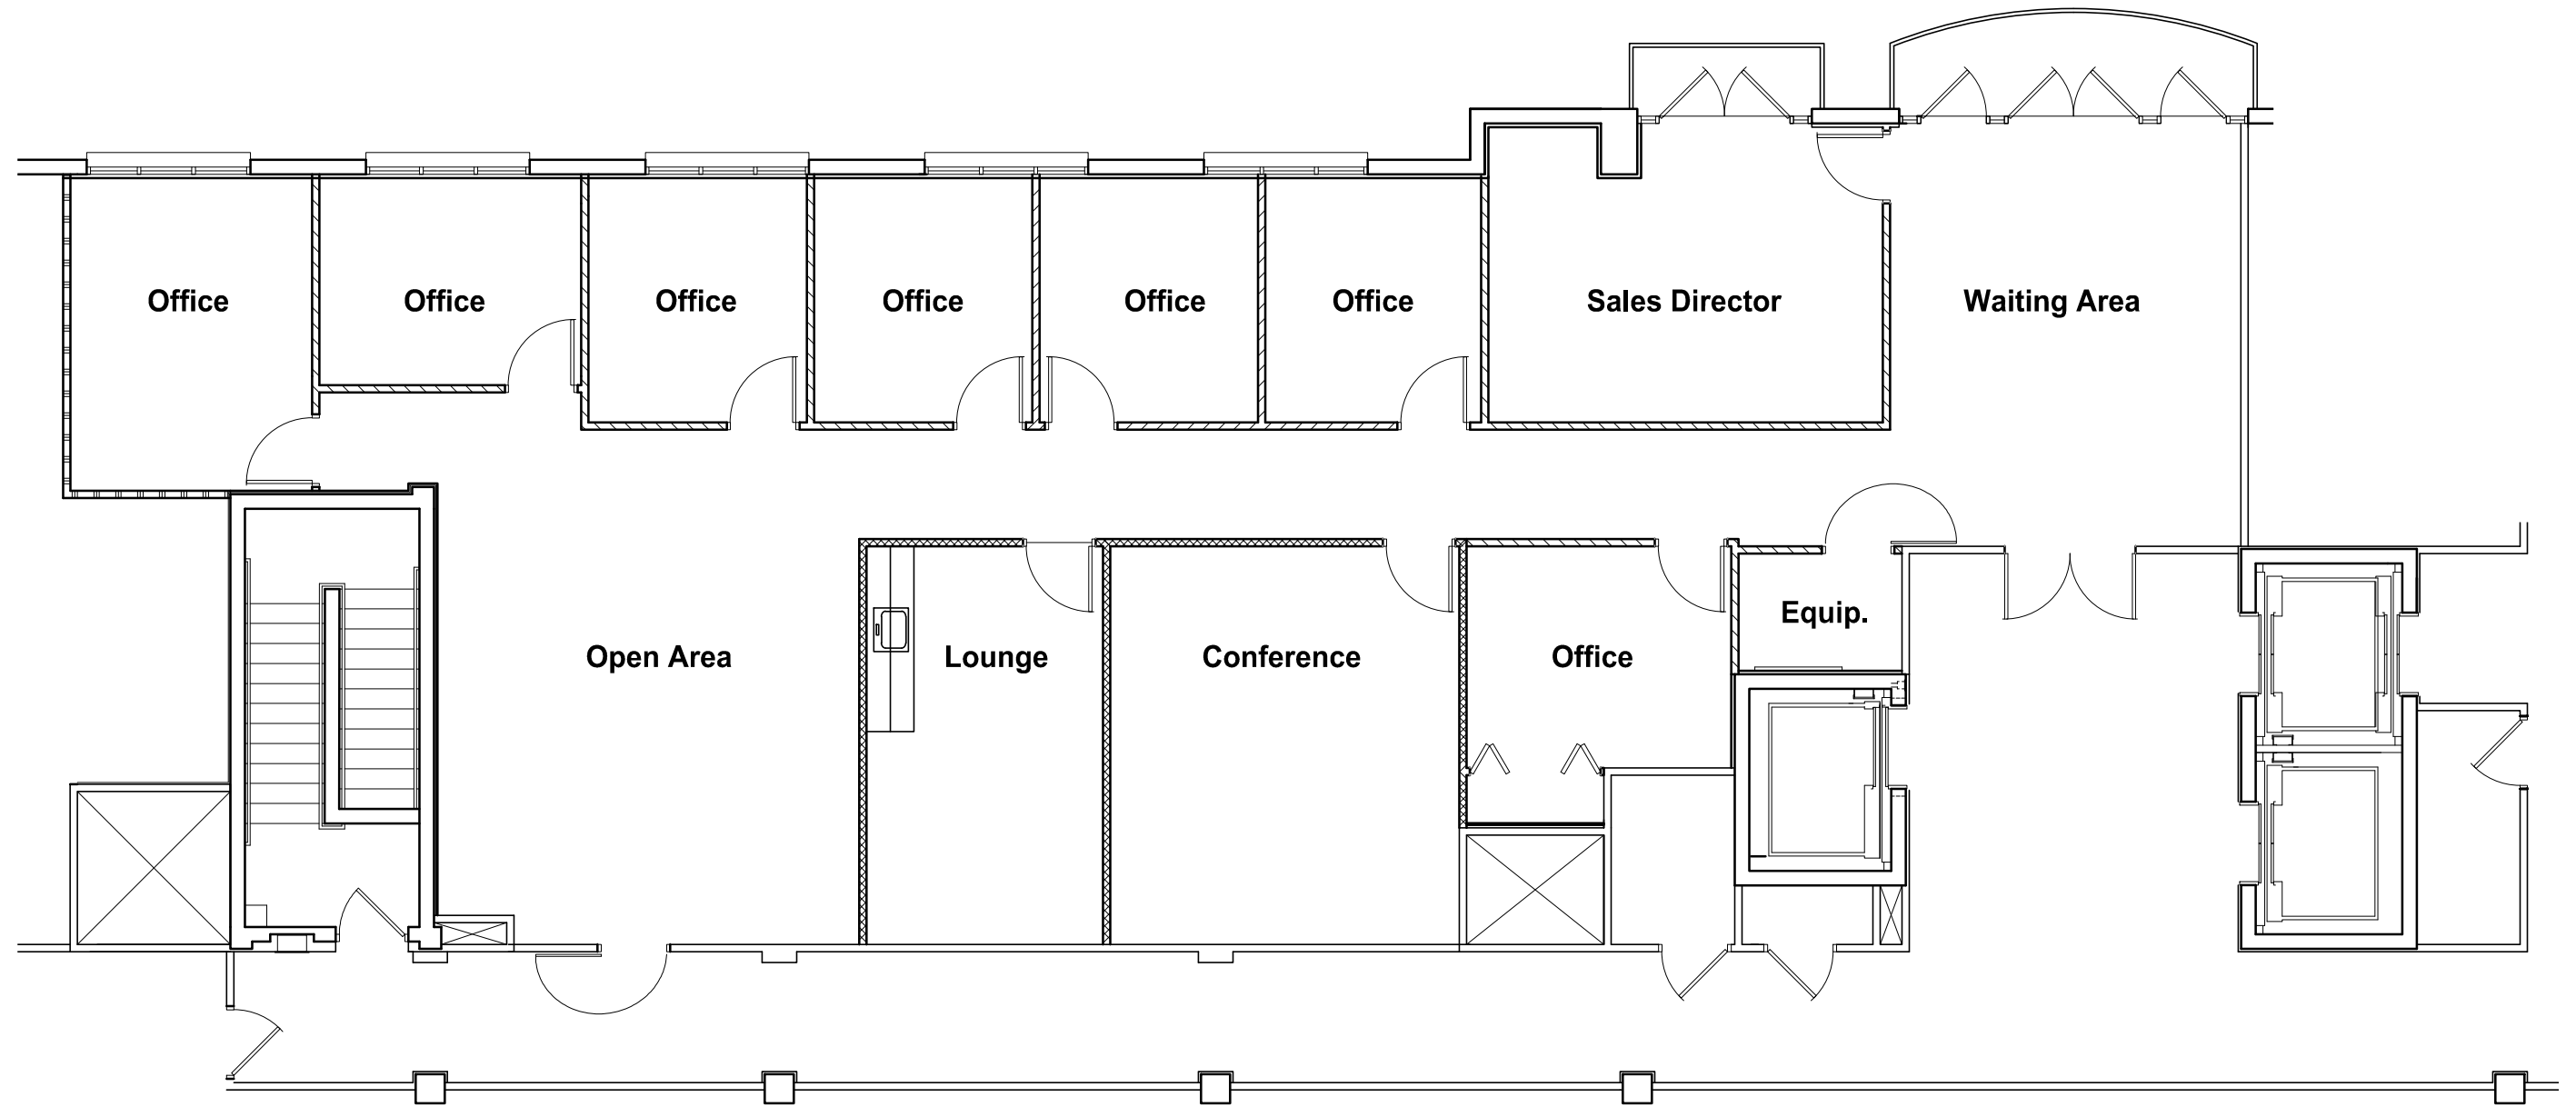 Office
Office
Office
Office
Office
Office
Sales Director
Waiting Area
Equip.
Open Area
Lounge
Conference
Office